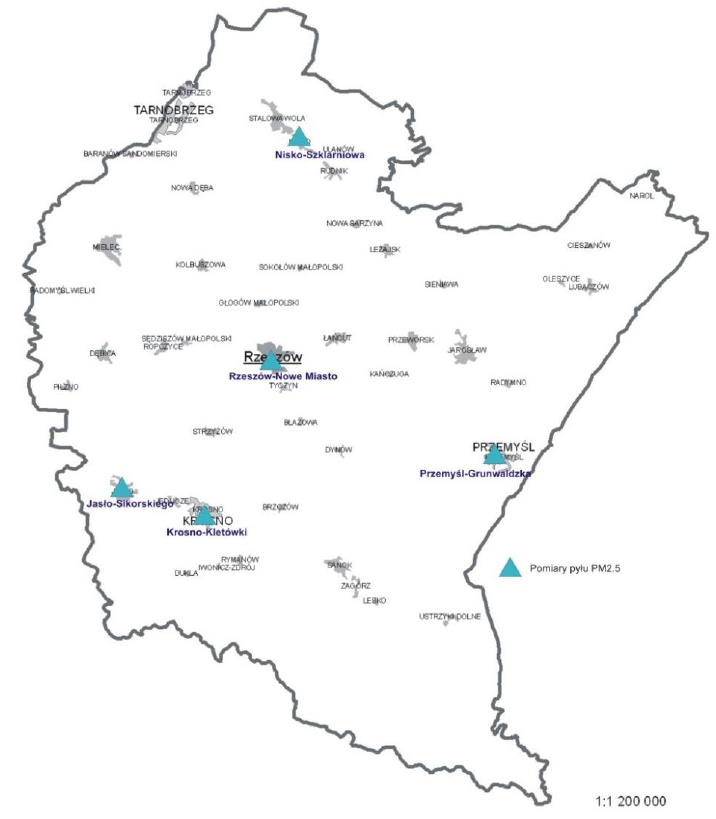 TARNOBRZEG
TARNOBRZEG
TARNOBRZEG
STALOWA WOLA
BARANÓW SANDOMIERSKI
ULANÓW
Nisko-Szklarniowa
RUDNIK
NOWA DĘBA
NAROL
NOWA SARZYNA
MIELEC
LEŻAJSK
CIESZANÓW
KOLBUSZOWA
SOKOŁÓW MAŁOPOLSKI
RADOMYŚL WIELKI
SIENIAWA
OLESZYCE
LUBACZÓW
GŁOGÓW MAŁOPOLSKI
SĘDZISZÓW MAŁOPOLSKI
ROPCZYCE
ŁAŃCUT
PRZEWORSK
JAROSŁAW
DĘBICA
Rzeszów
Rzeszów-Nowe Miasto
KAŃCZUGA
PILZNO
TYCZYN
RADYMNO
BŁAŻOWA
STRZYŻÓW
DYNÓW
PRZEMYŚL
Przemyśl-Grunwaldzka
JEDLICZE
Jasło-Sikorskiego
KROSNO
BRZOZÓW
KROSNO
Krosno-Kletówki
RYMANÓW
IWONICZ-ZDRÓJ
DUKLA
SANOK
Pomiary pyłu PM2.5
ZAGÓRZ
LESKO
USTRZYKI DOLNE
1:1 200 000